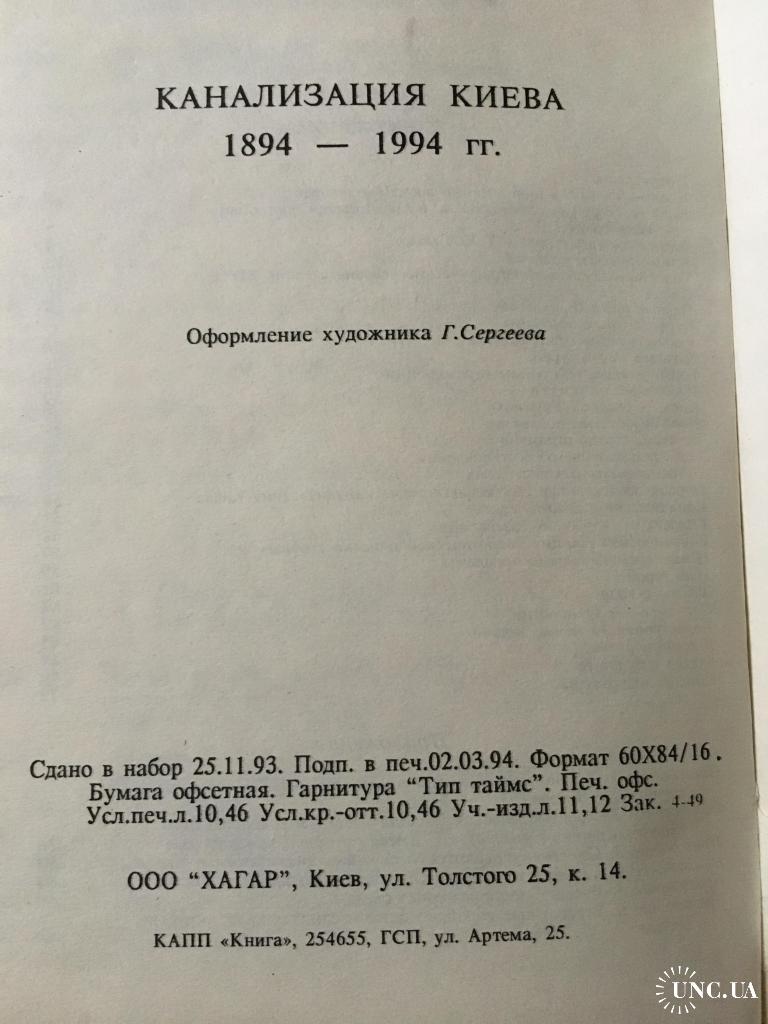 КАНАЛИЗАЦИЯ КИЕВА
1894 — 1994 гг.
Оформление художника Г.Сергеева
Сдано в набор 25.11.93. Подп. в печ.02.03.94. Формат 60Х84/16.
Бумага офсетная. Гарнитура “Тип таймс”. Печ. офс.
Усл.печ.л.10,46 Усл.кр.-отт.10,46 Уч.-изд.л.11,12 Зак. 4-49
ООО “ХАГАР”, Киев, ул. Толстого 25, к. 14.
КАПП «Книга», 254655, ГСП, ул. Артема, 25.
UNC.UA